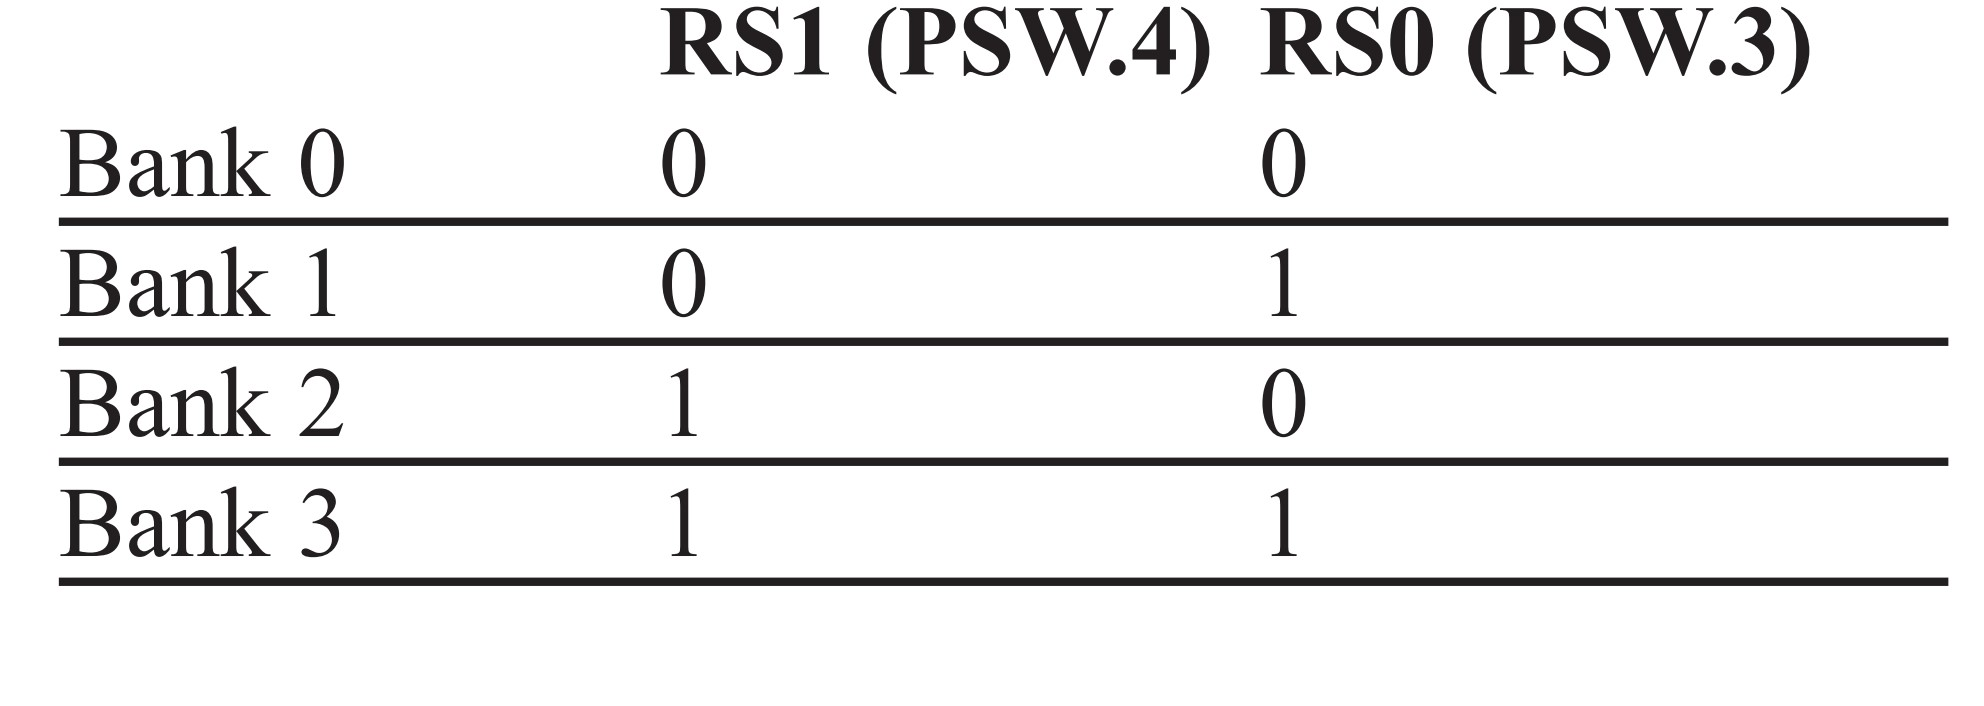 RS1 (PSW.4) RS0 (PSW.3)
Bank 0 0 0
Bank 1 0 1
Bank 2 1 0
Bank 3 1 1